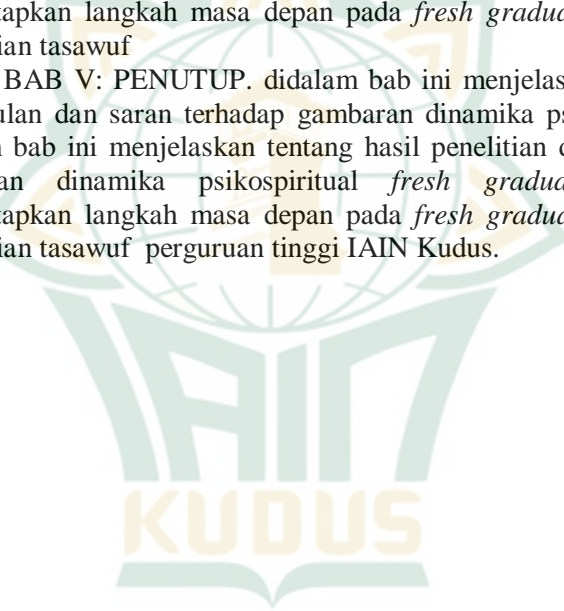 tapkan langkah masa depan pada fresh gradua
ian tasawuf
BAB V: PENUTUP. didalam bab ini menjelas
ulan dan saran terhadap gambaran dinamika ps
bab ini menjelaskan tentang hasil penelitian
an dinamika psikospiritual fresh gradua
tapkan langkah masa depan pada fresh gradua
ian tasawuf perguruan tinggi IAIN Kudus.
IAIN
KUDUS